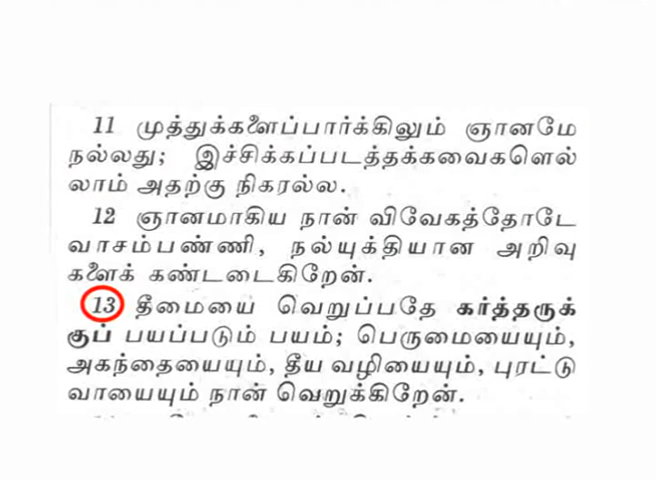 11 முத்துக்களைப்பார்க்கிலும் ஞானமே
நல்லது; இச்சிக்கப்படத்தக்கவைகளெல்
லாம் அதற்கு நிகரல்ல.
12 ஞானமாகிய நான் விவேகத்தோடே
வாசம்பண்ணி, நல்யுக்தியான அறிவு
களைக் கண்டடைகிறேன்.
13 தீமையை வெறுப்பதே கர்த்தருக்
குப் பயப்படும் பயம்; பெருமையையும்,
அகந்தையையும், தீய வழியையும், புரட்டு
வாயையும் நான் வெறுக்கிறேன்.